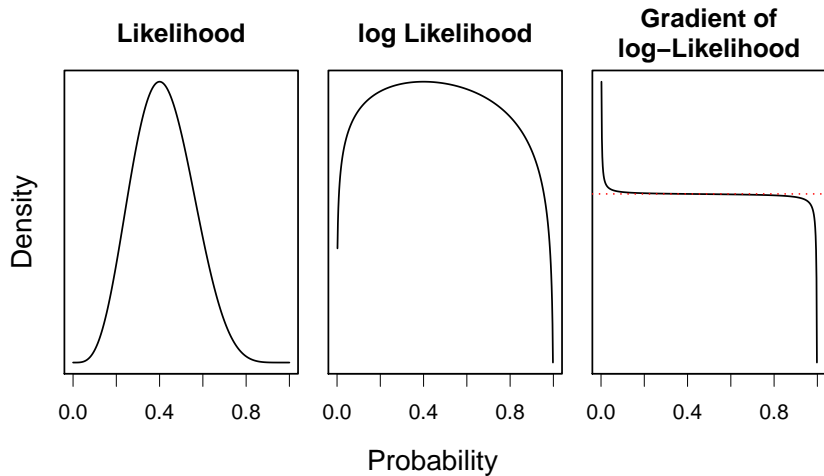 Likelihood
log Likelihood
Gradient of
log−Likelihood
Density
0.0 0.4 0.8
0.0 0.4 0.8
0.0 0.4 0.8
Probability